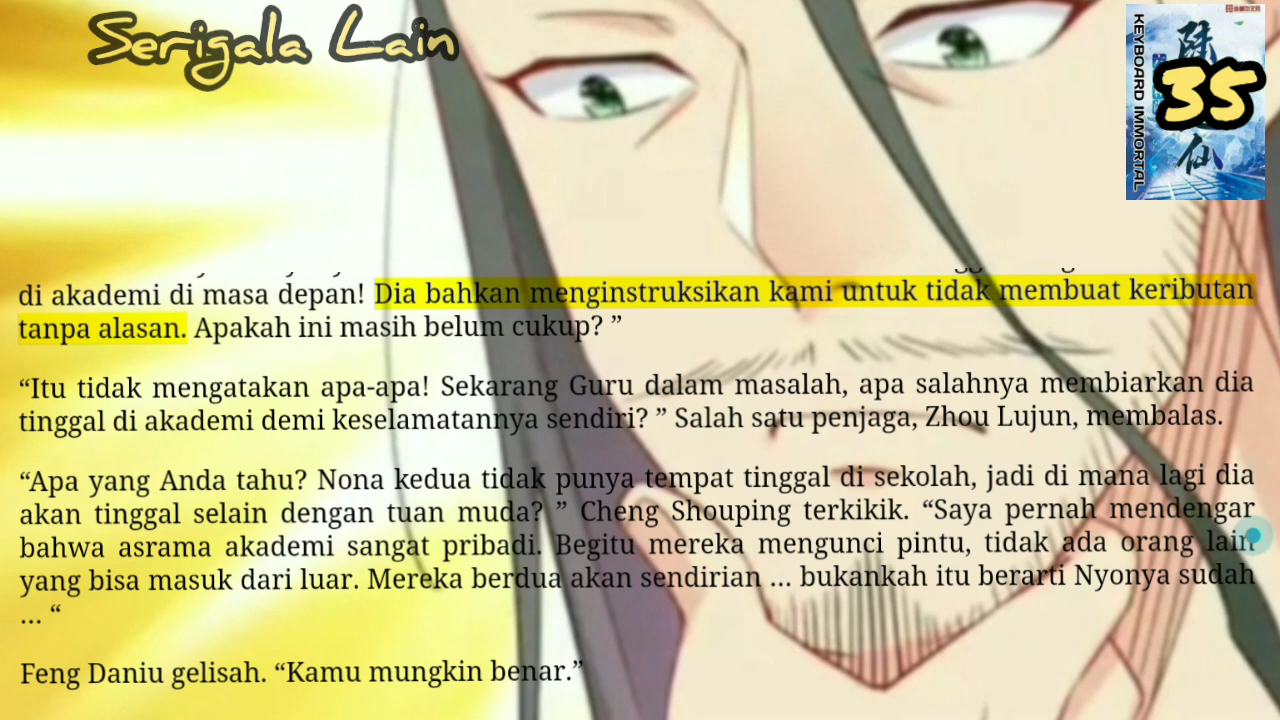 Serigala Lain
KEYBOARD IMMORTAL
35
仙
di akademi di masa depan! Dia bahkan menginstruksikan kami untuk tidak membuat keributan
tanpa alasan. Apakah ini masih belum cukup? ”
“Itu tidak mengatakan apa-apa! Sekarang Guru dalam masalah, apa salahnya membiarkan dia
tinggal di akademi demi keselamatannya sendiri? ” Salah satu penjaga, Zhou Lujun, membalas.
“Apa yang Anda tahu? Nona kedua tidak punya tempat tinggal di sekolah, jadi di mana lagi dia
akan tinggal selain dengan tuan muda? ” Cheng Shouping terkikik. “Saya pernah mendengar
bahwa asrama akademi sangat pribadi. Begitu mereka mengunci pintu, tidak ada orang lain
yang bisa masuk dari luar. Mereka berdua akan sendirian ... bukankah itu berarti Nyonya sudah
... “
Feng Daniu gelisah. “Kamu mungkin benar.”